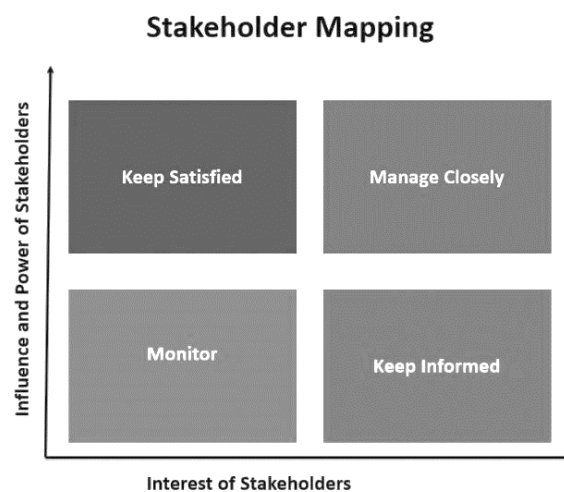 Stakeholder Mapping
Influence and Power of Stakeholders
Keep Satisfied
Manage Closely
Monitor
Keep Informed
Interest of Stakeholders